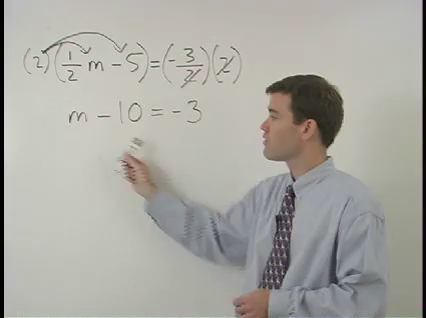 (2)(1/2 m - 5) = (-3/2)(2)
m - 10 = -3